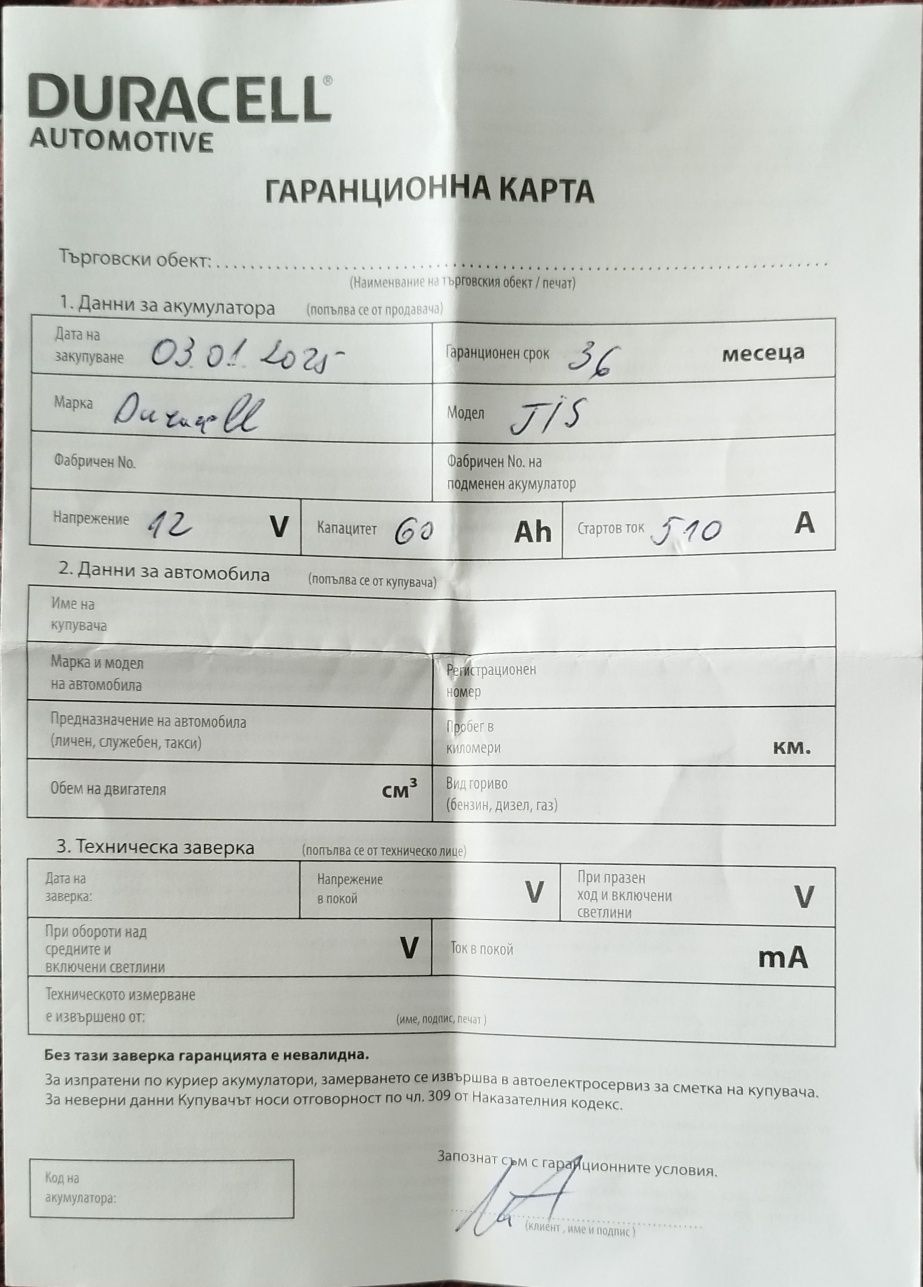 DURACELL®
AUTOMOTIVE
ГАРАНЦИОННА КАРТА
Търговски обект:
(Наименвание на търговския обект / печат)
1. Данни за акумулатора (попълва се от продавача)
Дата на закупуване 03.01.2025 Гаранционен срок 36 месеца
Марка Duracell Модел JIS
Фабричен No. Фабричен No. на подменен акумулатор
Напрежение 12 V Капацитет 60 Ah Стартов ток 510 A
2. Данни за автомобила (попълва се от купувача)
Име на
купувача
Марка и модел на автомобила Регистрационен номер
Предназначение на автомобила (личен, служебен, такси) Пробег в киломери км.
Обем на двигателя см³ Вид гориво (бензин, дизел, газ)
3. Техническа заверка (попълва се от техническо лице)
Дата на заверка: Напрежение в покой V При празен ход и включени светлини V
При обороти над средните и включени светлини V Ток в покой mA
Техническото измерване
е извършено от: (име, подпис, печат)
Без тази заверка гаранцията е невалидна.
За изпратени по куриер акумулатори, замерването се извършва в автоелектросервиз за сметка на купувача.
За неверни данни Купувачът носи отговорност по чл. 309 от Наказателния кодекс.
Запознат съм с гаранционните условия.
Код на
акумулатора:
(клиент , име и подпис )